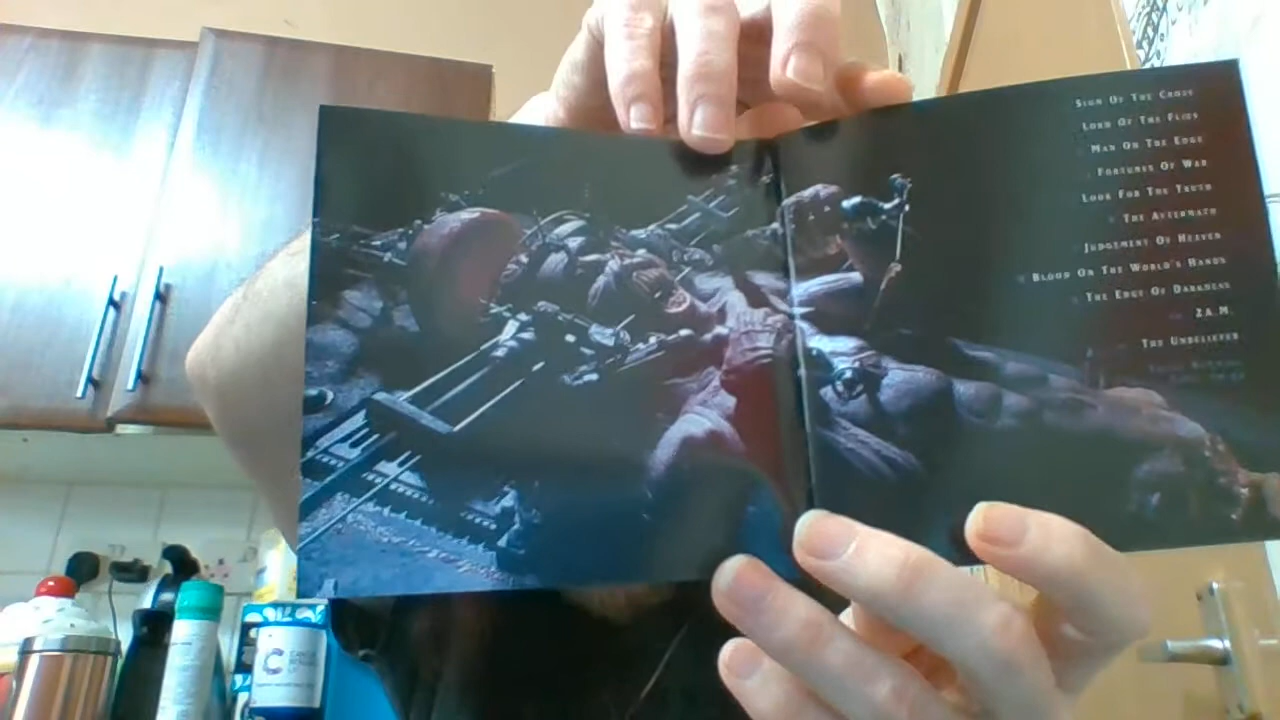 Sign Of The Cross
Lord Of The Flies
Man On The Edge
Fortunes Of War
Look For The Truth
The Aftermath
Judgement Of Heaven
Blood On The World's Hands
The Edge Of Darkness
2 A.M.
The Unbeliever